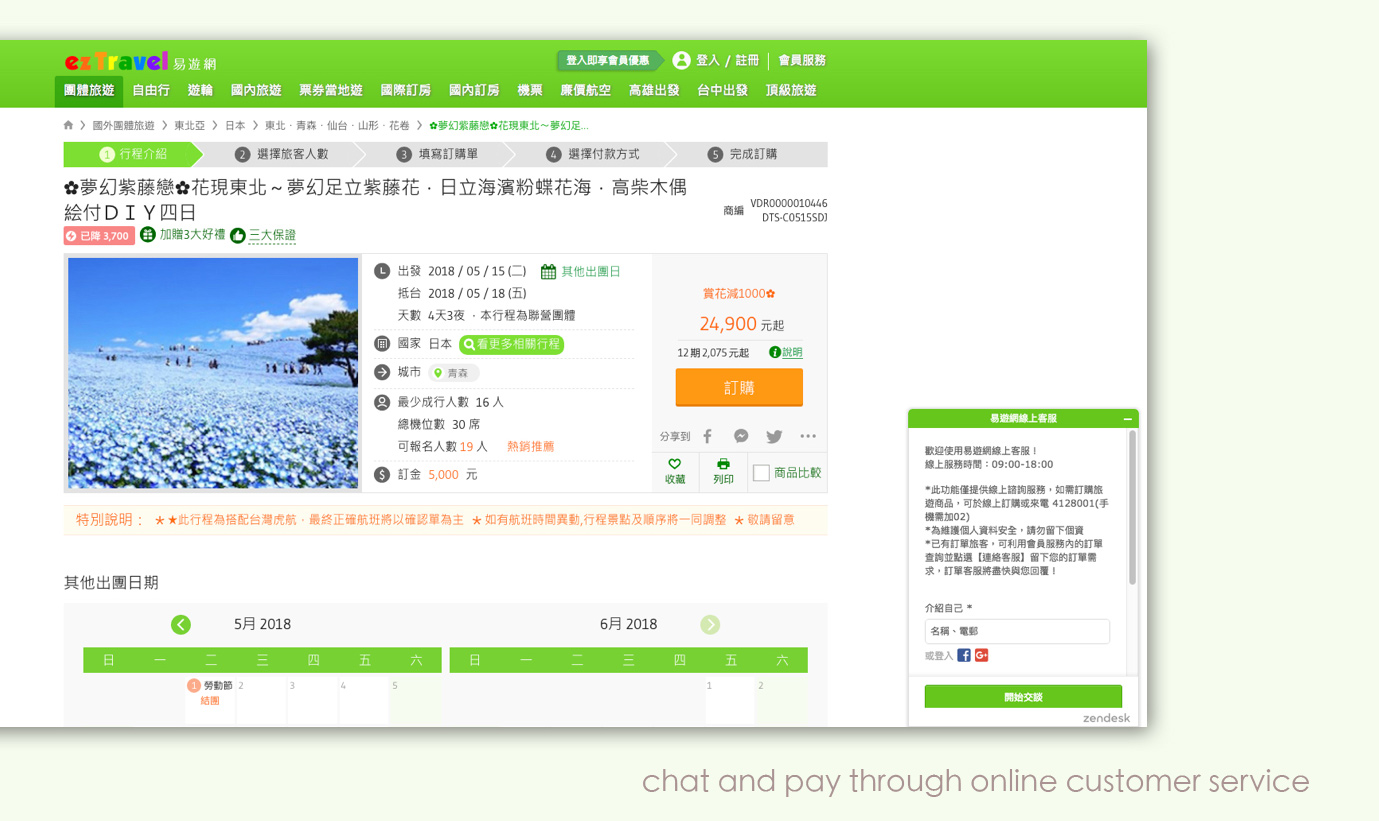 ezTravel 易遊網
登入即享會員優惠 登入 / 註冊 | 會員服務
團體旅遊 自由行 遊輪 國內旅遊 票券當地遊 國際訂房 國內訂房 機票 廉價航空 高雄出發 台中出發 頂級旅遊
國外團體旅遊 > 東北亞 > 日本 > 東北‧青森‧仙台‧山形‧花卷 > ✿夢幻紫藤戀✿花現東北～夢幻足...
1 行程介紹 2 選擇旅客人數 3 填寫訂購單 4 選擇付款方式 5 完成訂購
✿夢幻紫藤戀✿花現東北～夢幻足立紫藤花．日立海濱粉蝶花海．高柴木偶
絵付ＤＩＹ四日
商編 VDR0000010446
DTS-C0515SDJ
已降 3,700 加贈3大好禮 三大保證
出發 2018 / 05 / 15 (二) 其他出團日
抵台 2018 / 05 / 18 (五)
天數 4天3夜 ‧本行程為聯營團體
國家 日本 看更多相關行程
城市 青森
最少成行人數 16 人
總機位數 30 席
可報名人數 19 人 熱銷推薦
訂金 5,000 元
賞花減1000✿
24,900 元起
12 期 2,075 元起 說明
訂購
分享到
收藏 列印 商品比較
特別說明： ＊★此行程為搭配台灣虎航．最終正確航班將以確認單為主 ＊如有航班時間異動,行程景點及順序將一同調整 ＊敬請留意
其他出團日期
5月 2018
日 一 二 三 四 五 六
1 勞動節 2 3 4 5
結團
6月 2018
日 一 二 三 四 五 六
1 2
易遊網線上客服
歡迎使用易遊網線上客服！
線上服務時間：09:00-18:00
*此功能僅提供線上諮詢服務，如需訂購旅
遊商品，可於線上訂購或來電 4128001(手
機需加02)
*為維護個人資料安全，請勿留下個資
*已有訂單旅客，可利用會員服務內的訂單
查詢並點選【連絡客服】留下您的訂單需
求，訂單客服將盡快與您回覆！
介紹自己 *
名稱、電郵
或登入
開始交談
zendesk
chat and pay through online customer service